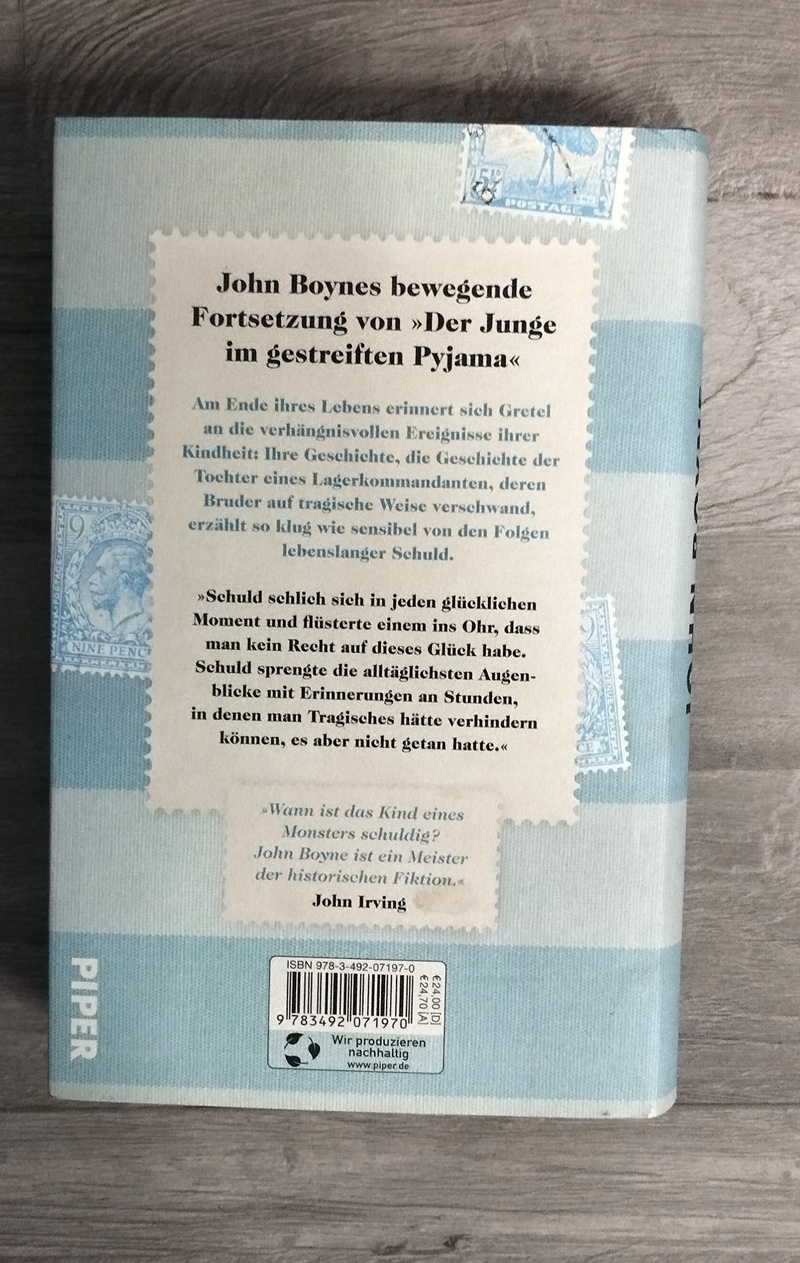 POSTAGE
John Boynes bewegende
Fortsetzung von »Der Junge
im gestreiften Pyjama«
Am Ende ihres Lebens erinnert sich Gretel
an die verhängnisvollen Ereignisse ihrer
Kindheit: Ihre Geschichte, die Geschichte der
Tochter eines Lagerkommandanten, deren
Bruder auf tragische Weise verschwand,
erzählt so klug wie sensibel von den Folgen
lebenslanger Schuld.
9
NINE PENC
»Schuld schlich sich in jeden glücklichen
Moment und flüsterte einem ins Ohr, dass
man kein Recht auf dieses Glück habe.
Schuld sprengte die alltäglichsten Augen-
blicke mit Erinnerungen an Stunden,
in denen man Tragisches hätte verhindern
können, es aber nicht getan hatte.«
»Wann ist das Kind eines
Monsters schuldig?
John Boyne ist ein Meister
der historischen Fiktion.«
John Irving
PIPER
ISBN 978-3-492-07197-0
9 783492 071970
€24,00 [D]
€24,70 [A]
Wir produzieren
nachhaltig
www.piper.de